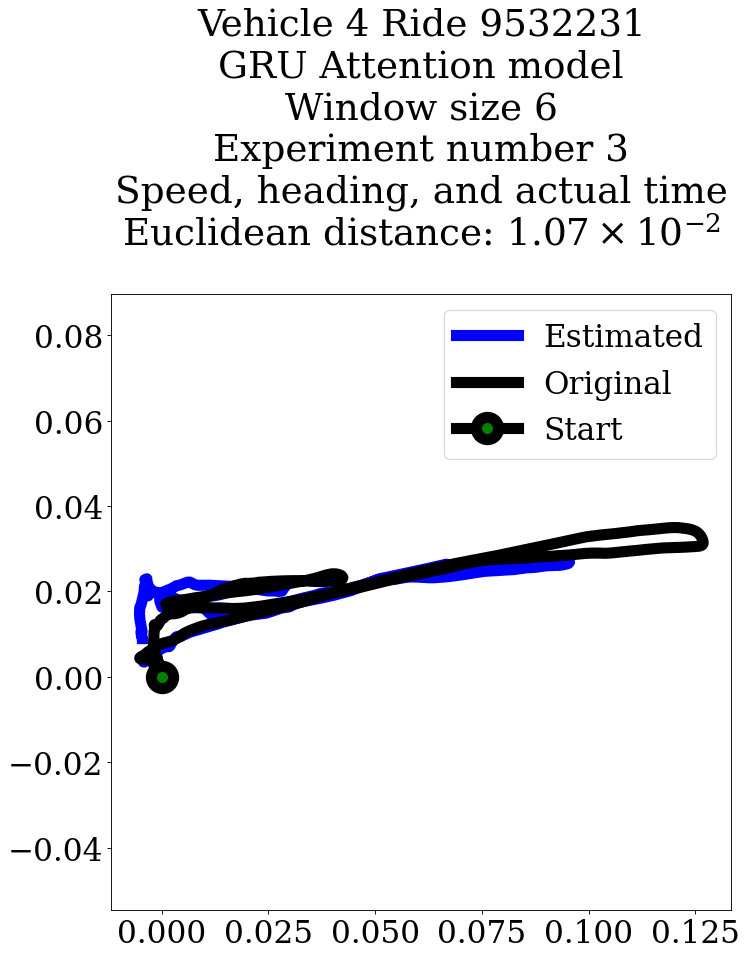 Vehicle 4 Ride 9532231
GRU Attention model
Window size 6
Experiment number 3
Speed, heading, and actual time
Euclidean distance: 1.07 × 10⁻²
Estimated
Original
Start
0.08
0.06
0.04
0.02
0.00
−0.02
−0.04
0.000 0.025 0.050 0.075 0.100 0.125